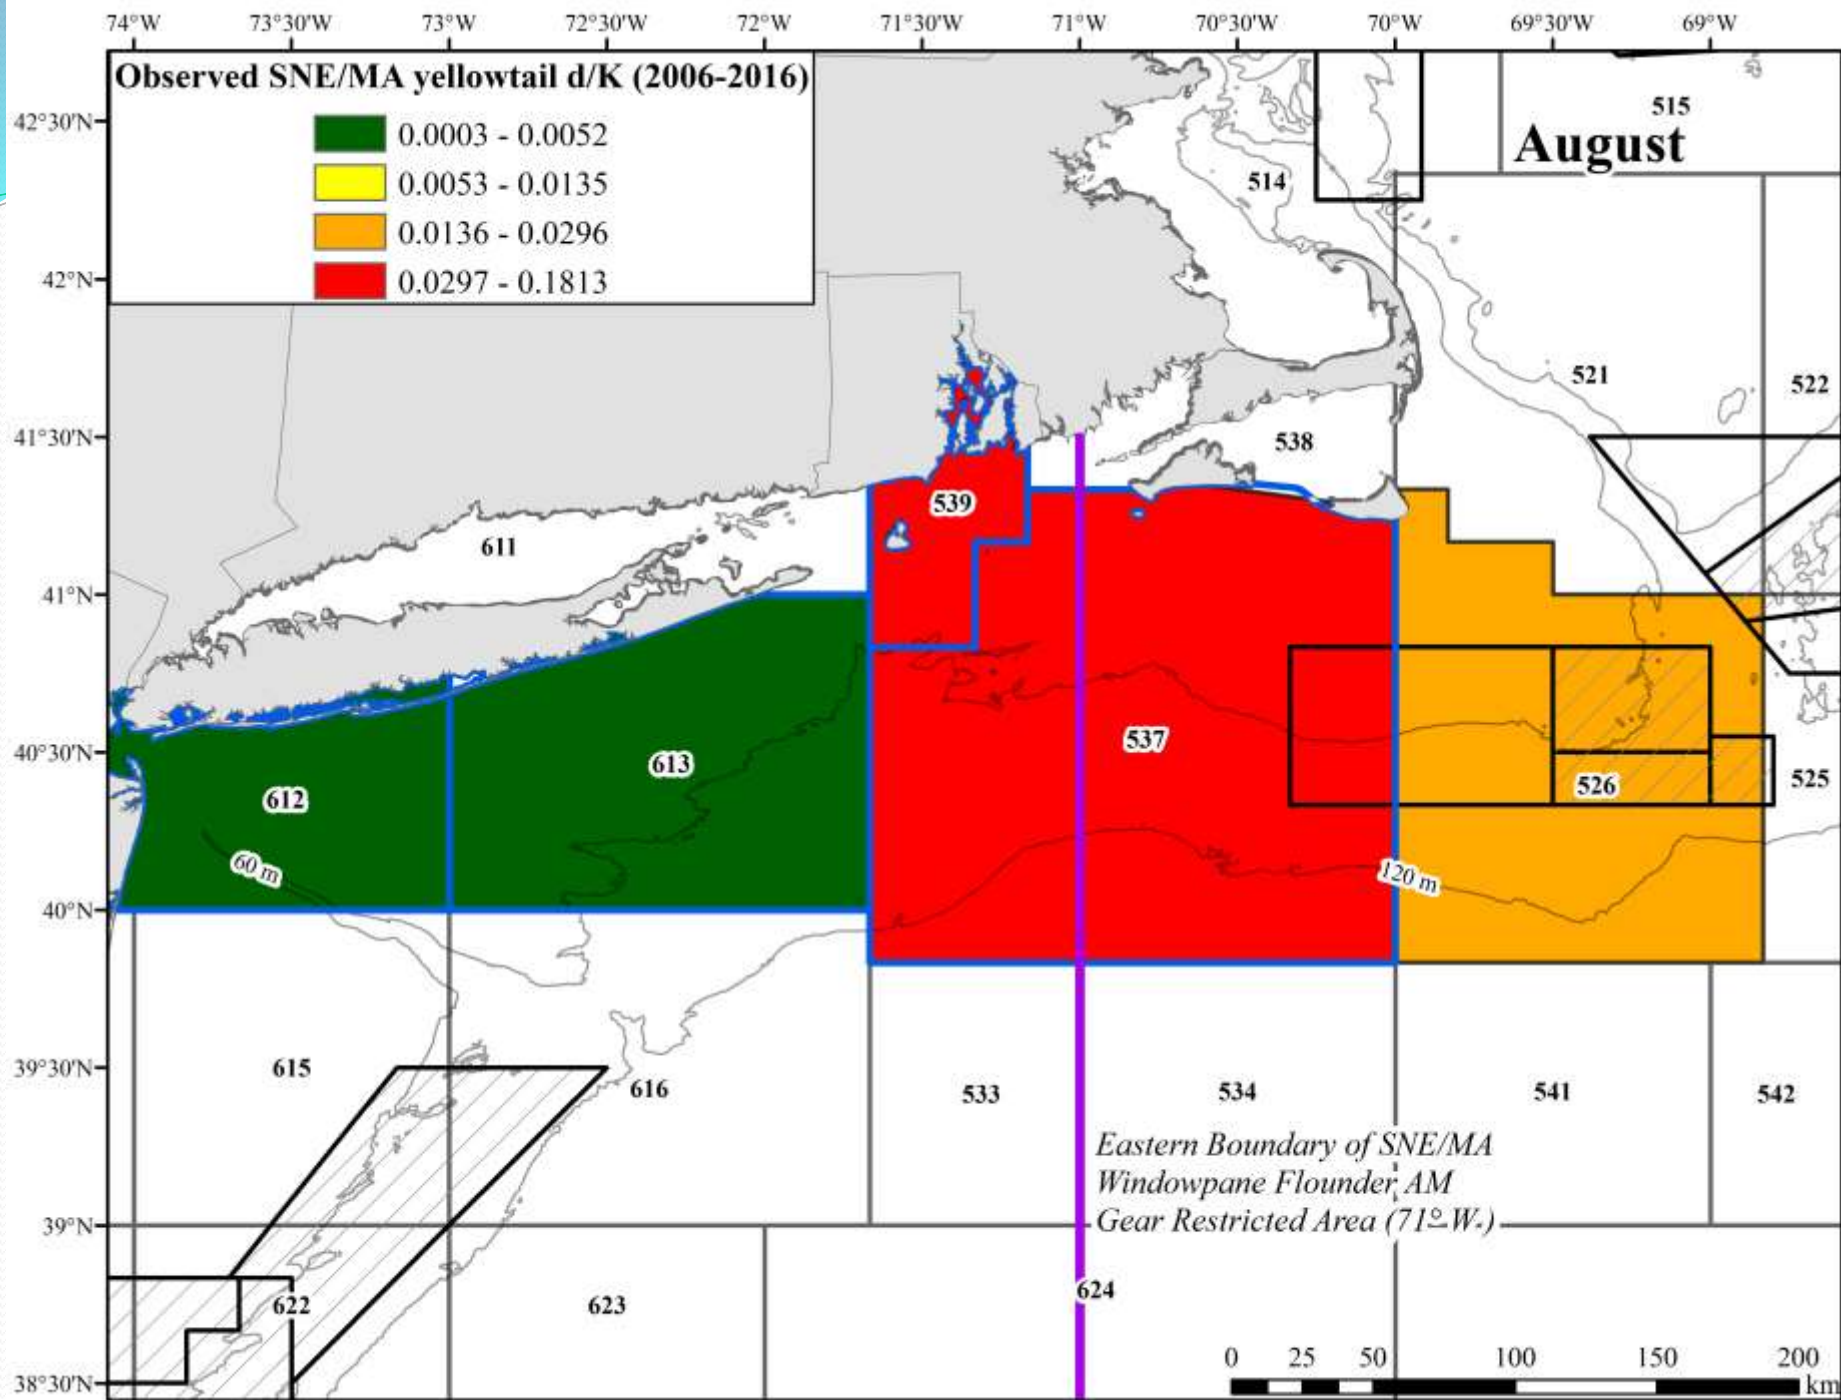 74°W 73°30'W 73°W 72°30'W 72°W 71°30'W 71°W 70°30'W 70°W 69°30'W 69°W
Observed SNE/MA yellowtail d/K (2006-2016)
0.0003 - 0.0052
0.0053 - 0.0135
0.0136 - 0.0296
0.0297 - 0.1813
August
42°30'N
42°N
41°30'N
41°N
40°30'N
40°N
39°30'N
39°N
38°30'N
515
514
521
522
538
539
611
537
613
612
526
525
60 m
120 m
615
616
533
534
541
542
Eastern Boundary of SNE/MA
Windowpane Flounder AM
Gear Restricted Area (71° W.)
622
623
624
0 25 50 100 150 200
km